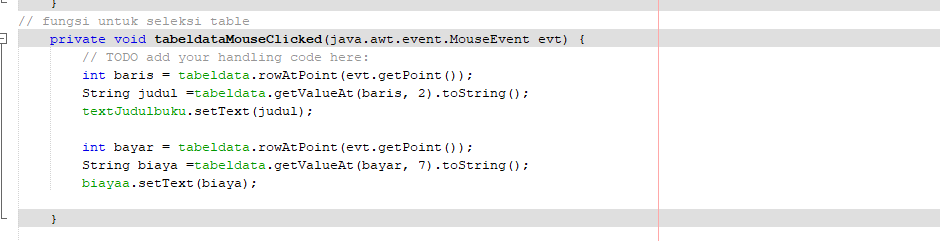 }
// fungsi untuk seleksi table
private void tabeldataMouseClicked(java.awt.event.MouseEvent evt) {
// TODO add your handling code here:
int baris = tabeldata.rowAtPoint(evt.getPoint());
String judul =tabeldata.getValueAt(baris, 2).toString();
textJudulbuku.setText(judul);
int bayar = tabeldata.rowAtPoint(evt.getPoint());
String biaya =tabeldata.getValueAt(bayar, 7).toString();
biayaa.setText(biaya);
}